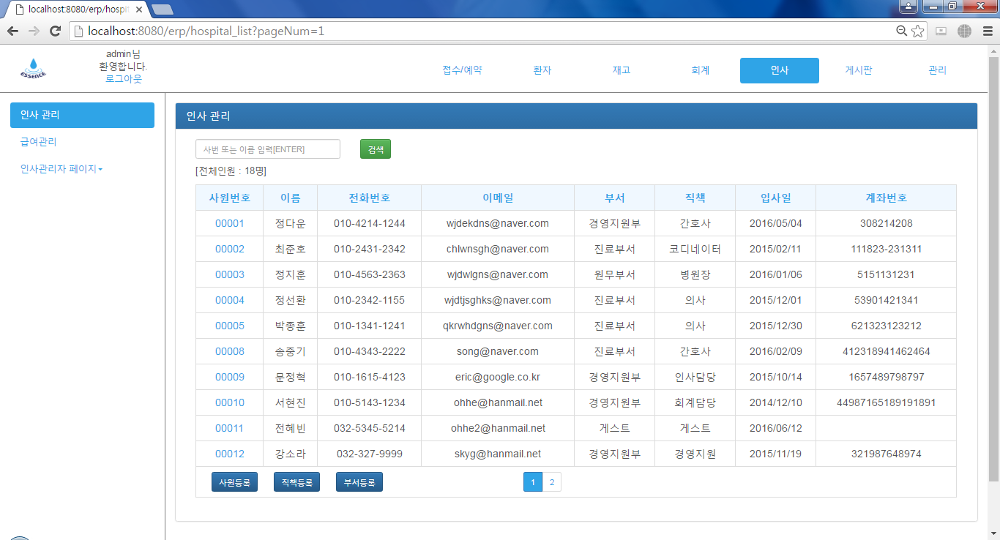 localhost:8080/erp/hospit
localhost:8080/erp/hospital_list?pageNum=1
essence
admin님
환영합니다.
로그아웃
접수/예약 환자 재고 회계 인사 게시판 관리
인사 관리
급여관리
인사관리자 페이지
인사 관리
사번 또는 이름 입력[ENTER] 검색
[전체인원 : 18명]
사원번호 이름 전화번호 이메일 부서 직책 입사일 계좌번호
00001 정다운 010-4214-1244 wjdekdns@naver.com 경영지원부 간호사 2016/05/04 308214208
00002 최준호 010-2431-2342 chlwnsgh@naver.com 진료부서 코디네이터 2015/02/11 111823-231311
00003 정지훈 010-4563-2363 wjdwlgns@naver.com 원무부서 병원장 2016/01/06 5151131231
00004 정선환 010-2342-1155 wjdtjsghks@naver.com 진료부서 의사 2015/12/01 53901421341
00005 박종훈 010-1341-1241 qkrwhdgns@naver.com 진료부서 의사 2015/12/30 621323123212
00008 송중기 010-4343-2222 song@naver.com 진료부서 간호사 2016/02/09 412318941462464
00009 문정혁 010-1615-4123 eric@google.co.kr 경영지원부 인사담당 2015/10/14 1657489798797
00010 서현진 010-5143-1234 ohhe@hanmail.net 경영지원부 회계담당 2014/12/10 44987165189191891
00011 전혜빈 032-5345-5214 ohhe2@hanmail.net 게스트 게스트 2016/06/12
00012 강소라 032-327-9999 skyg@hanmail.net 경영지원부 경영지원 2015/11/19 321987648974
사원등록 직책등록 부서등록 1 2